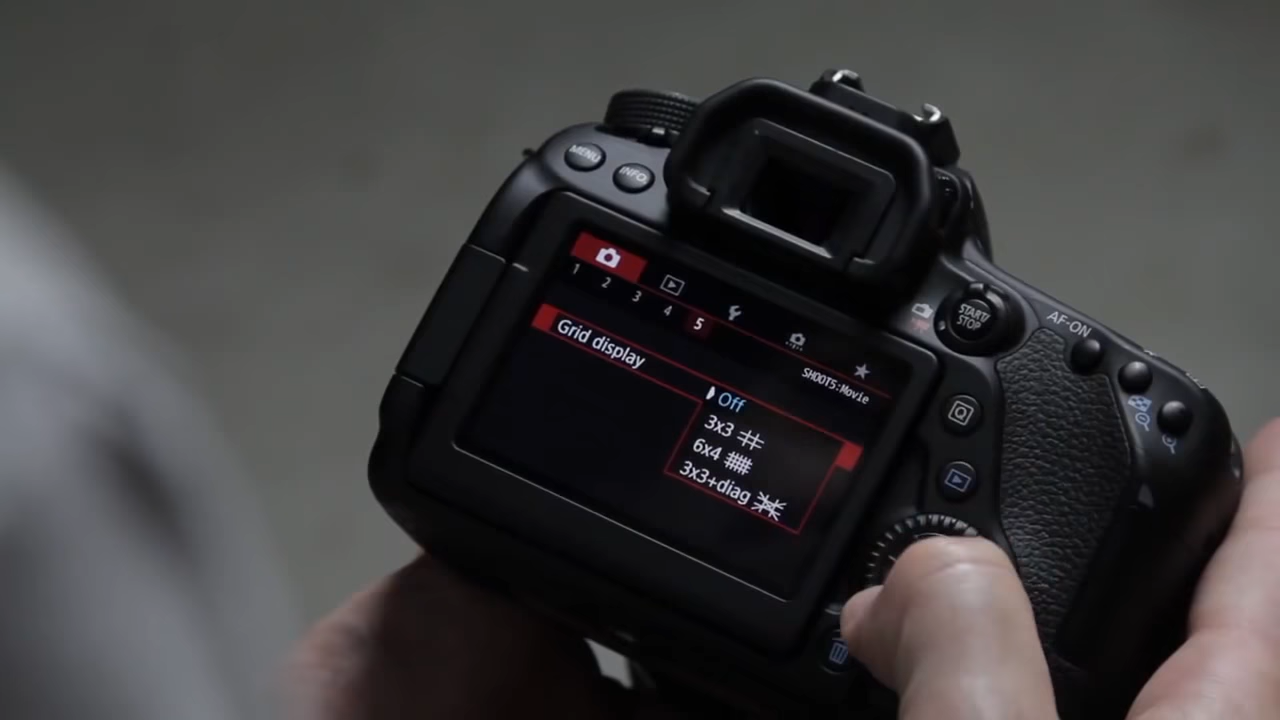 MENU
INFO
START/
STOP
AF-ON
1 2 3 4 5
SHOOT5:Movie
Grid display
Off
3x3
6x4
3x3+diag
Q